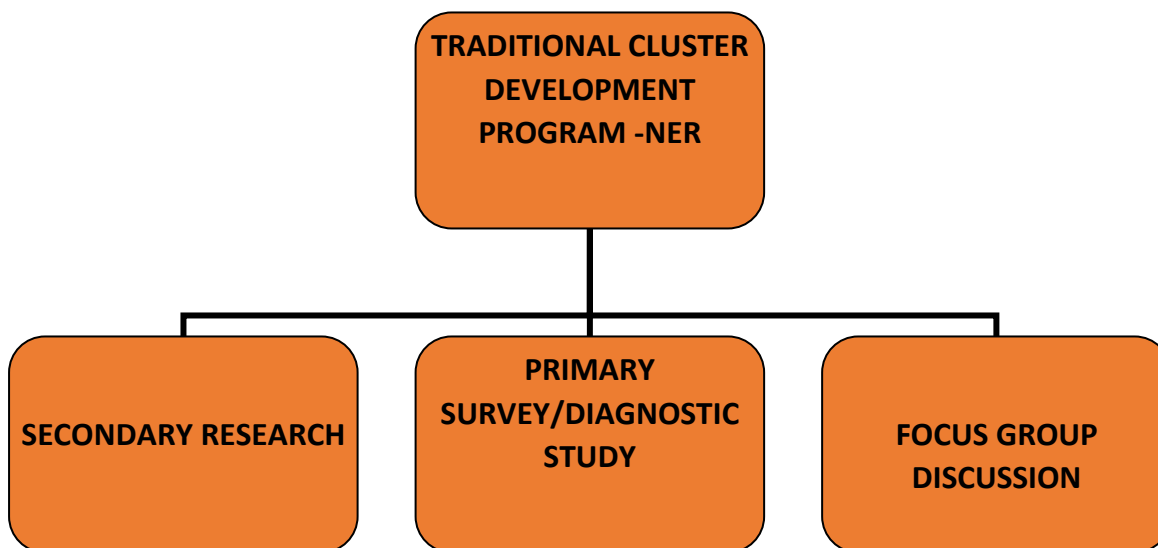 TRADITIONAL CLUSTER
DEVELOPMENT
PROGRAM -NER
SECONDARY RESEARCH
PRIMARY
SURVEY/DIAGNOSTIC
STUDY
FOCUS GROUP
DISCUSSION